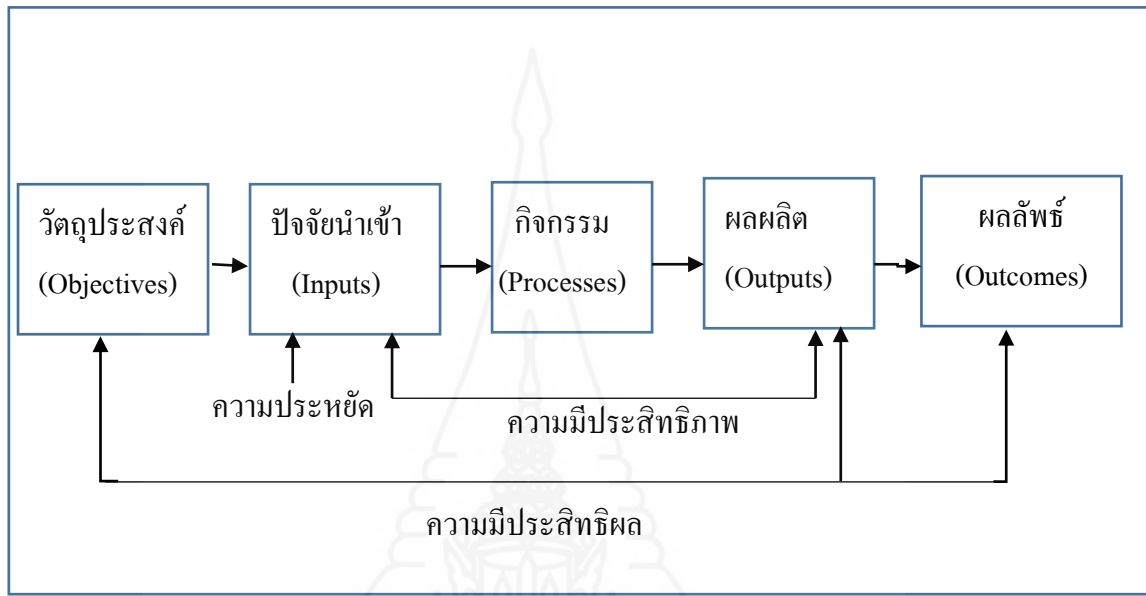 วัตถุประสงค์
(Objectives)
ปัจจัยนำเข้า
(Inputs)
กิจกรรม
(Processes)
ผลผลิต
(Outputs)
ผลลัพธ์
(Outcomes)
ความประหยัด
ความมีประสิทธิภาพ
ความมีประสิทธิผล